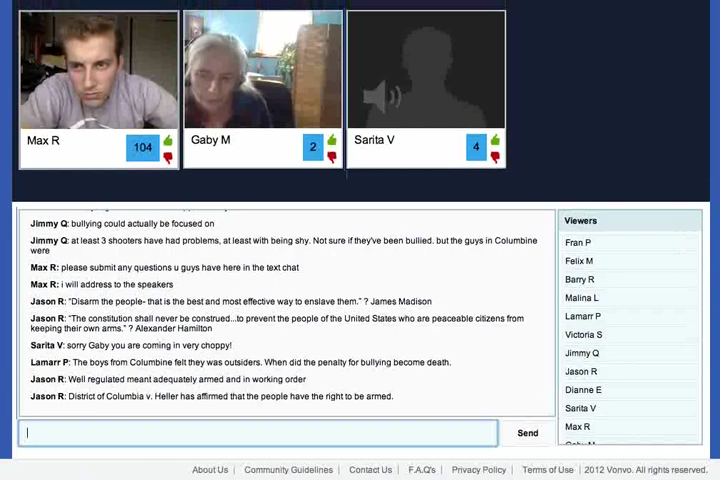 Max R
104
Gaby M
2
Sarita V
4
Jimmy Q: bullying could actually be focused on
Jimmy Q: at least 3 shooters have had problems, at least with being shy. Not sure if they've been bullied. but the guys in Columbine
were
Max R: please submit any questions u guys have here in the text chat
Max R: i will address to the speakers
Jason R: "Disarm the people- that is the best and most effective way to enslave them." ? James Madison
Jason R: "The constitution shall never be construed...to prevent the people of the United States who are peaceable citizens from
keeping their own arms." ? Alexander Hamilton
Sarita V: sorry Gaby you are coming in very choppy!
Lamarr P: The boys from Columbine felt they was outsiders. When did the penalty for bullying become death.
Jason R: Well regulated meant adequately armed and in working order
Jason R: District of Columbia v. Heller has affirmed that the people have the right to be armed.
Send
Viewers
Fran P
Felix M
Barry R
Malina L
Lamarr P
Victoria S
Jimmy Q
Jason R
Dianne E
Sarita V
Max R
About Us | Community Guidelines | Contact Us | F.A.Q's | Privacy Policy | Terms of Use | 2012 Vonvo. All rights reserved.